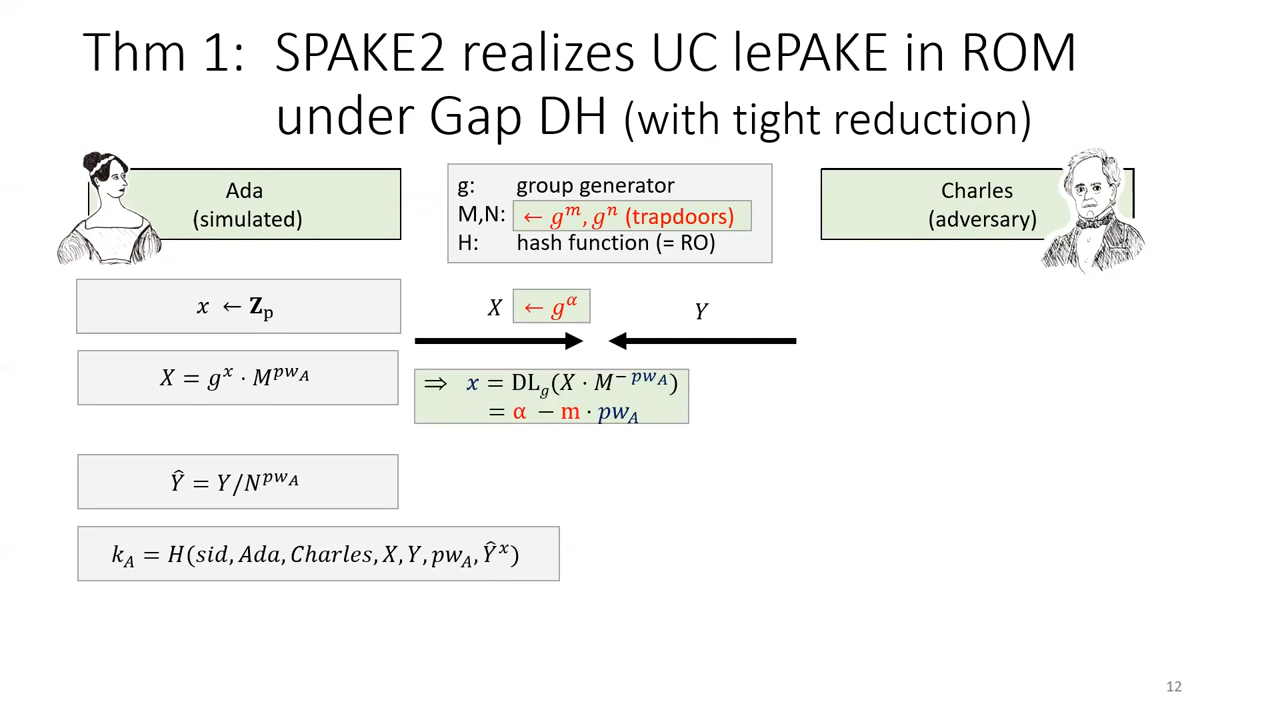 Thm 1: SPAKE2 realizes UC lePAKE in ROM
under Gap DH (with tight reduction)
Ada
(simulated)
g: group generator
M,N: ← g^m, g^n (trapdoors)
H: hash function (= RO)
Charles
(adversary)
x ← Z_p
X ← g^α
Y
X = g^x · M^{pw_A}
⇒ x = DL_g(X · M^{− pw_A})
= α − m · pw_A
Ŷ = Y/N^{pw_A}
k_A = H(sid, Ada, Charles, X, Y, pw_A, Ŷ^x)
12